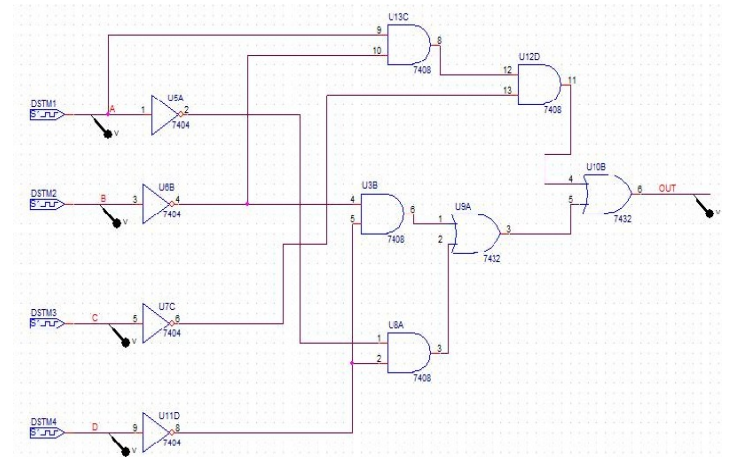 U13C
9
8
10
7408
U12D
12
11
13
7408
DSTM1
S
A
V
1
U5A
2
7404
DSTM2
S
B
V
3
U6B
4
7404
4
U3B
6
5
7408
1
U9A
3
2
7432
4
U10B
6
OUT
5
7432
V
DSTM3
S
C
V
5
U7C
6
7404
1
U8A
3
2
7408
DSTM4
S
D
V
9
U11D
8
7404